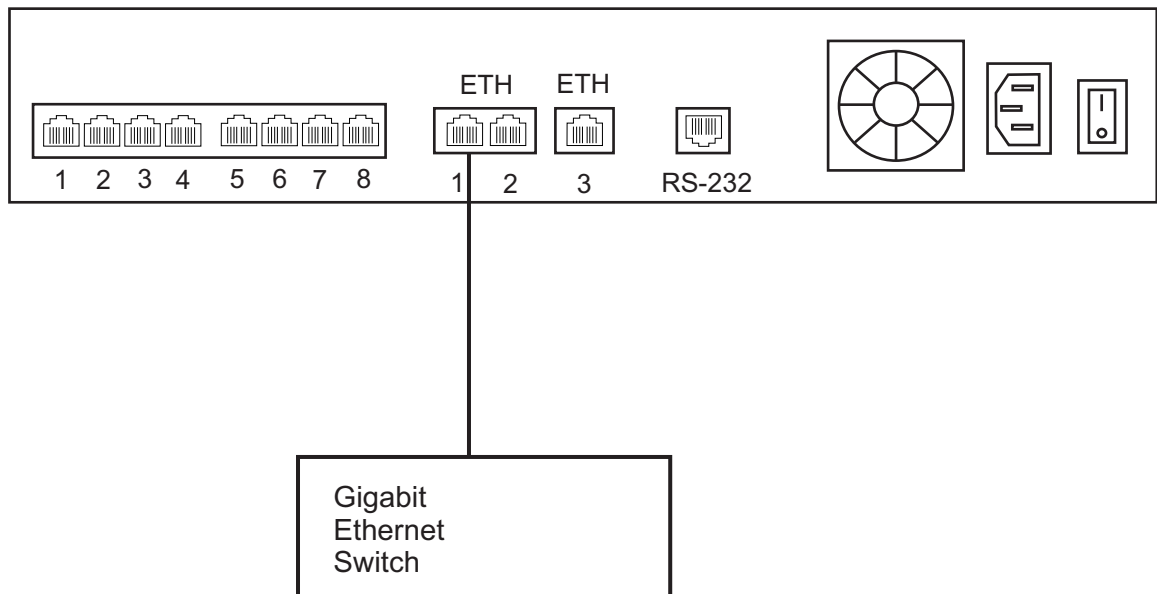 ETH ETH
1 2 3 4 5 6 7 8 1 2 3 RS-232
Gigabit
Ethernet
Switch